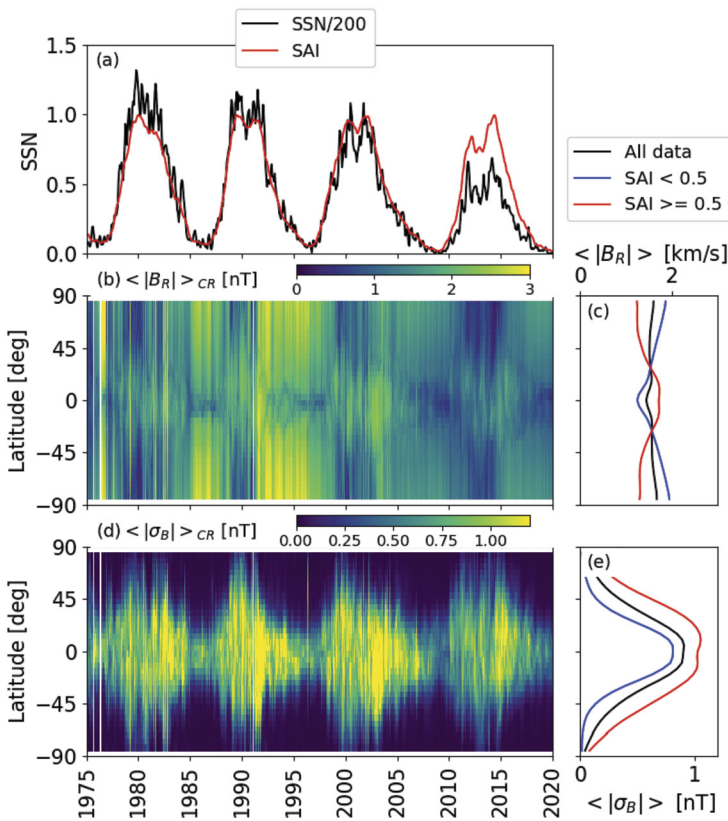 SSN/200
SAI
(a)
1.5
1.0
0.5
0.0
SSN
All data
SAI < 0.5
SAI >= 0.5
(b) < |B_R| >_CR [nT]
0 1 2 3
< |B_R| > [km/s]
0 2
(c)
90
45
0
−45
−90
Latitude [deg]
(d) < |σ_B| >_CR [nT]
0.00 0.25 0.50 0.75 1.00
(e)
90
45
0
−45
−90
Latitude [deg]
1975 1980 1985 1990 1995 2000 2005 2010 2015 2020
0 1
< |σ_B| > [nT]